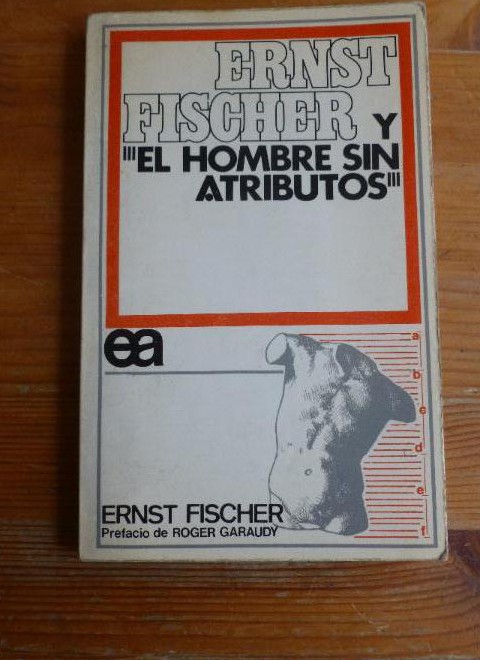 ERNST
FISCHER Y
"'EL HOMBRE SIN
ATRIBUTOS'"
ea
a
b
c
d
e
f
ERNST FISCHER
Prefacio de ROGER GARAUDY